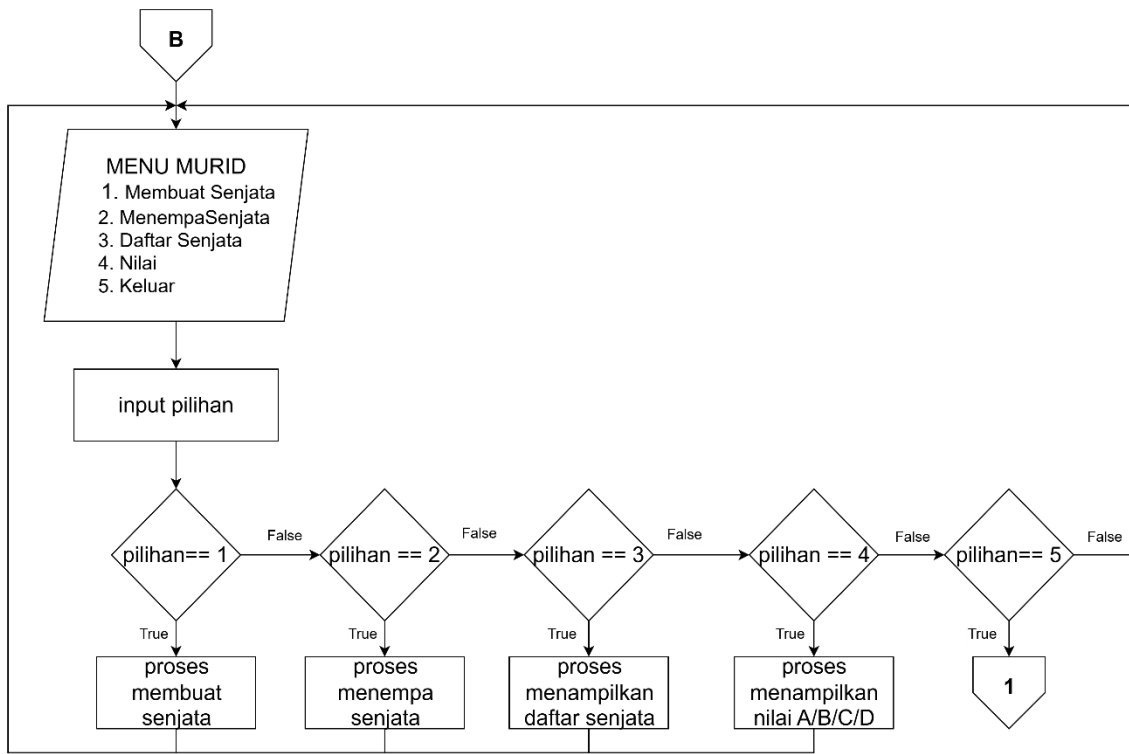 B
MENU MURID
1. Membuat Senjata
2. MenempaSenjata
3. Daftar Senjata
4. Nilai
5. Keluar
input pilihan
pilihan== 1
False
pilihan == 2
False
pilihan == 3
False
pilihan == 4
False
pilihan== 5
False
True
True
True
True
True
proses
membuat
senjata
proses
menempa
senjata
proses
menampilkan
daftar senjata
proses
menampilkan
nilai A/B/C/D
1